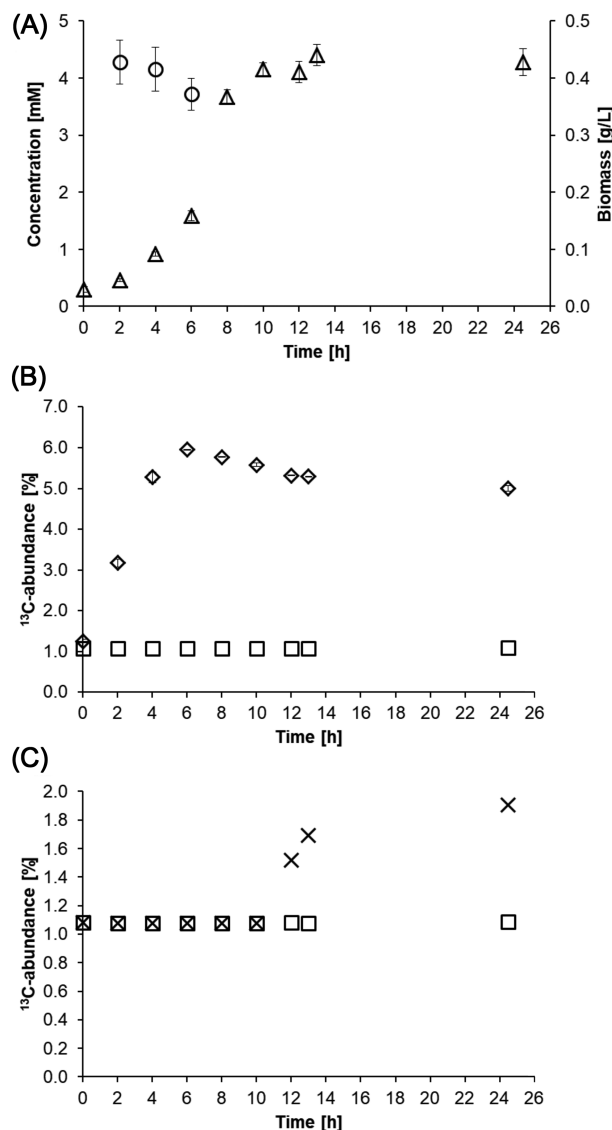 (A)
5
4
3
2
1
0
Concentration [mM]
0.5
0.4
0.3
0.2
0.1
0.0
Biomass [g/L]
0 2 4 6 8 10 12 14 16 18 20 22 24 26
Time [h]
(B)
7.0
6.0
5.0
4.0
3.0
2.0
1.0
0.0
¹³C-abundance [%]
0 2 4 6 8 10 12 14 16 18 20 22 24 26
Time [h]
(C)
2.0
1.8
1.6
1.4
1.2
1.0
0.8
0.6
0.4
0.2
0.0
¹³C-abundance [%]
0 2 4 6 8 10 12 14 16 18 20 22 24 26
Time [h]